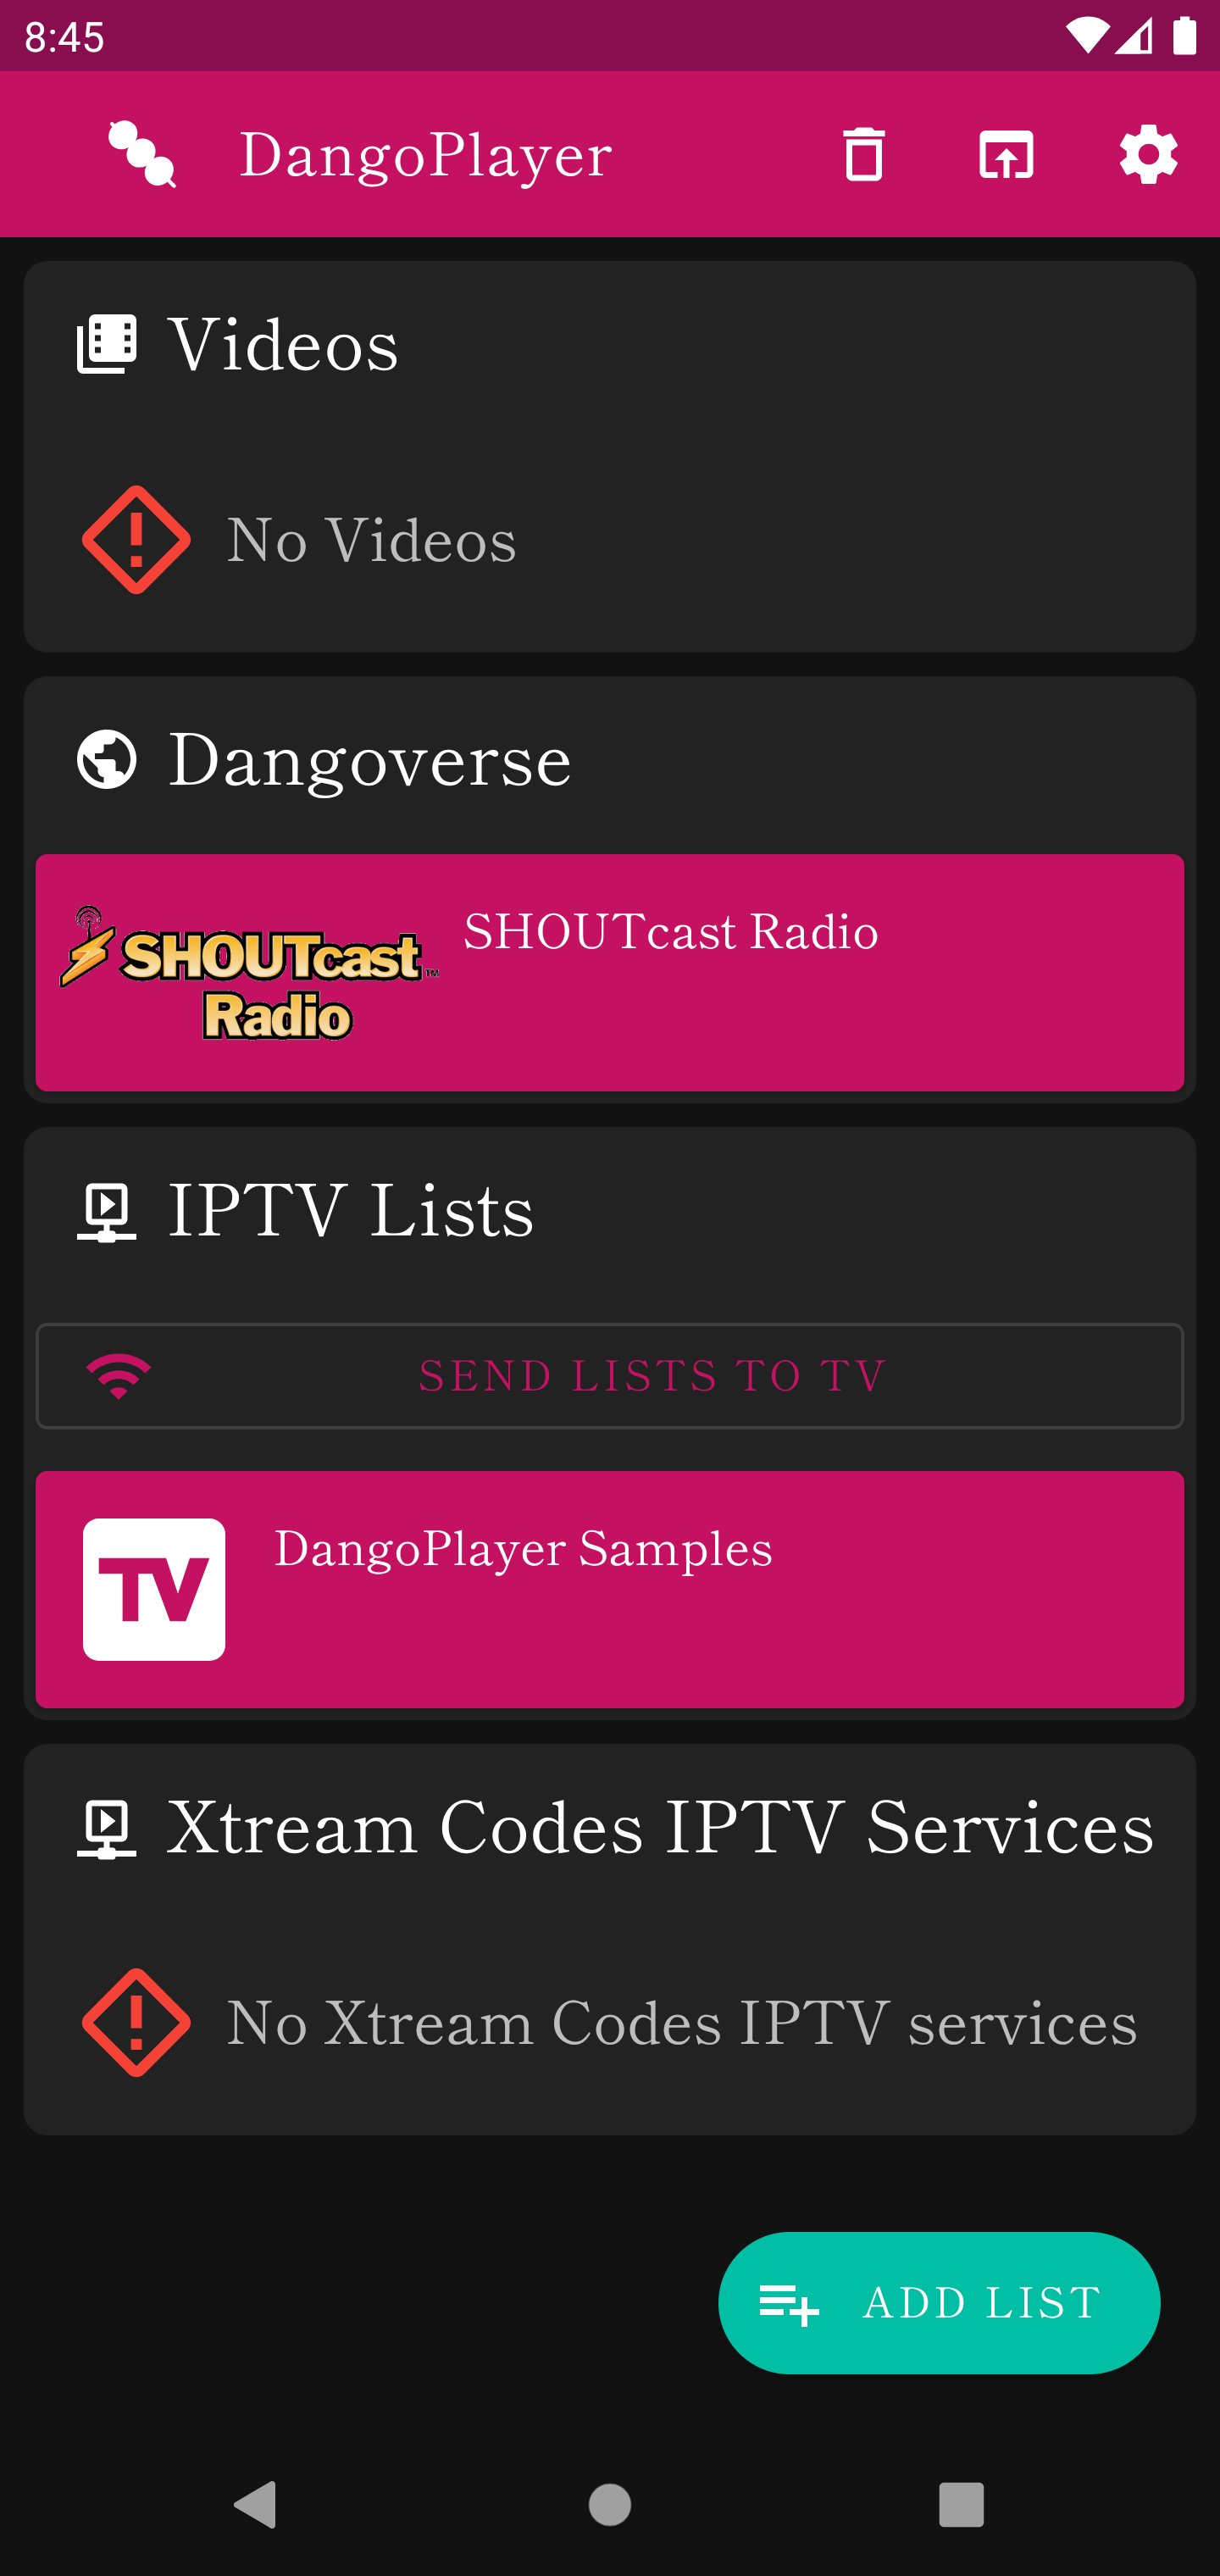 8:45
DangoPlayer
Videos
No Videos
Dangoverse
SHOUTcast TM
Radio
SHOUTcast Radio
IPTV Lists
SEND LISTS TO TV
TV
DangoPlayer Samples
Xtream Codes IPTV Services
No Xtream Codes IPTV services
ADD LIST